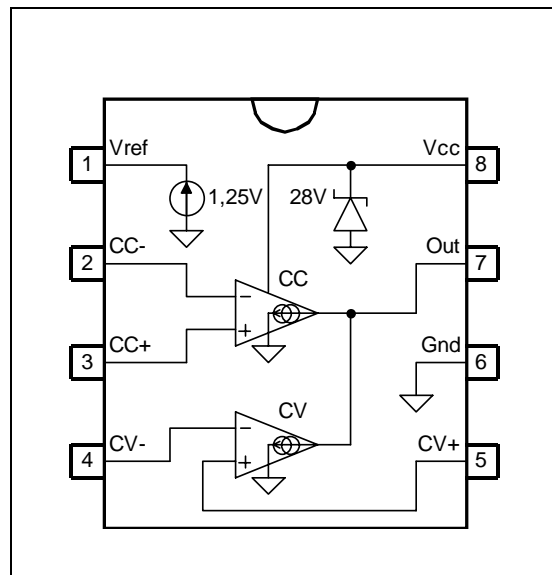 Vref
Vcc
1
1,25V
28V
8
CC-
CC
Out
2
−
7
+
CC+
Gnd
3
6
CV-
CV
CV+
4
−
+
5